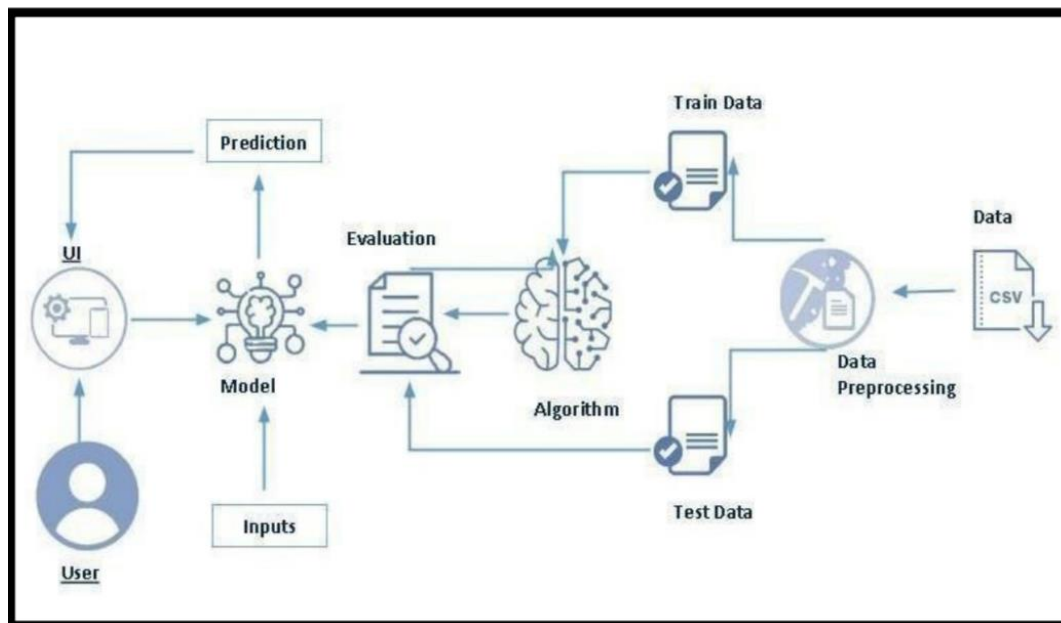 Train Data
Prediction
Data
Evaluation
UI
CSV
Model
Data
Preprocessing
Algorithm
Inputs
Test Data
User